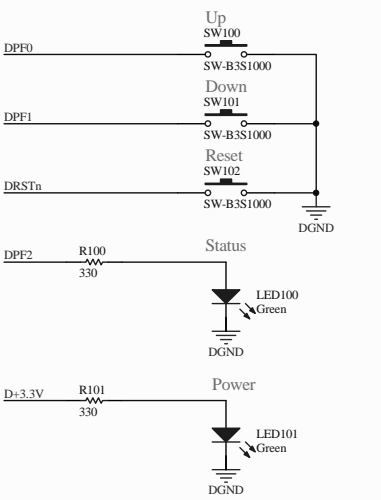 Up
SW100
DPF0
SW-B3S1000
Down
SW101
DPF1
SW-B3S1000
Reset
SW102
DRSTn
SW-B3S1000
DGND
Status
DPF2
R100
330
LED100
Green
DGND
Power
D+3.3V
R101
330
LED101
Green
DGND